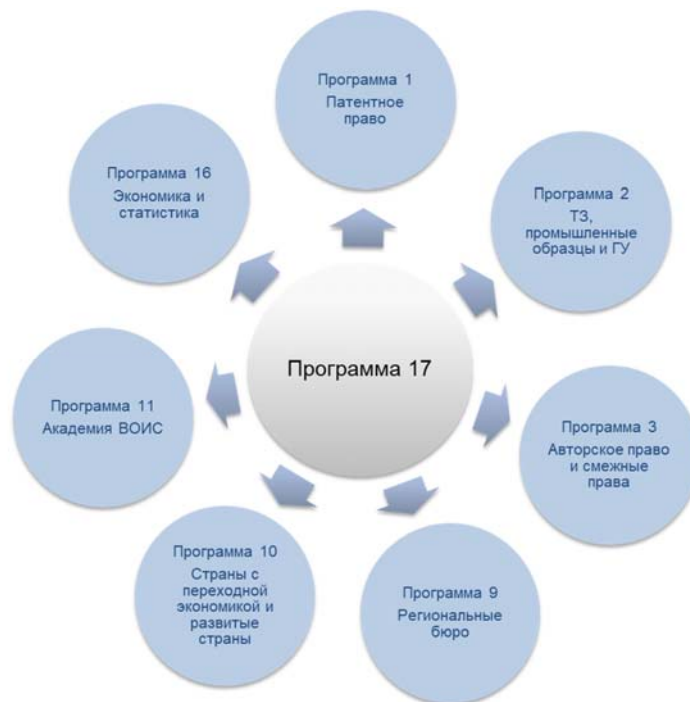 Программа 1
Патентное
право
Программа 16
Экономика и
статистика
Программа 2
ТЗ,
промышленные
образцы и ГУ
Программа 17
Программа 11
Академия ВОИС
Программа 3
Авторское право
и смежные
права
Программа 10
Страны с
переходной
экономикой и
развитые
страны
Программа 9
Региональные
бюро